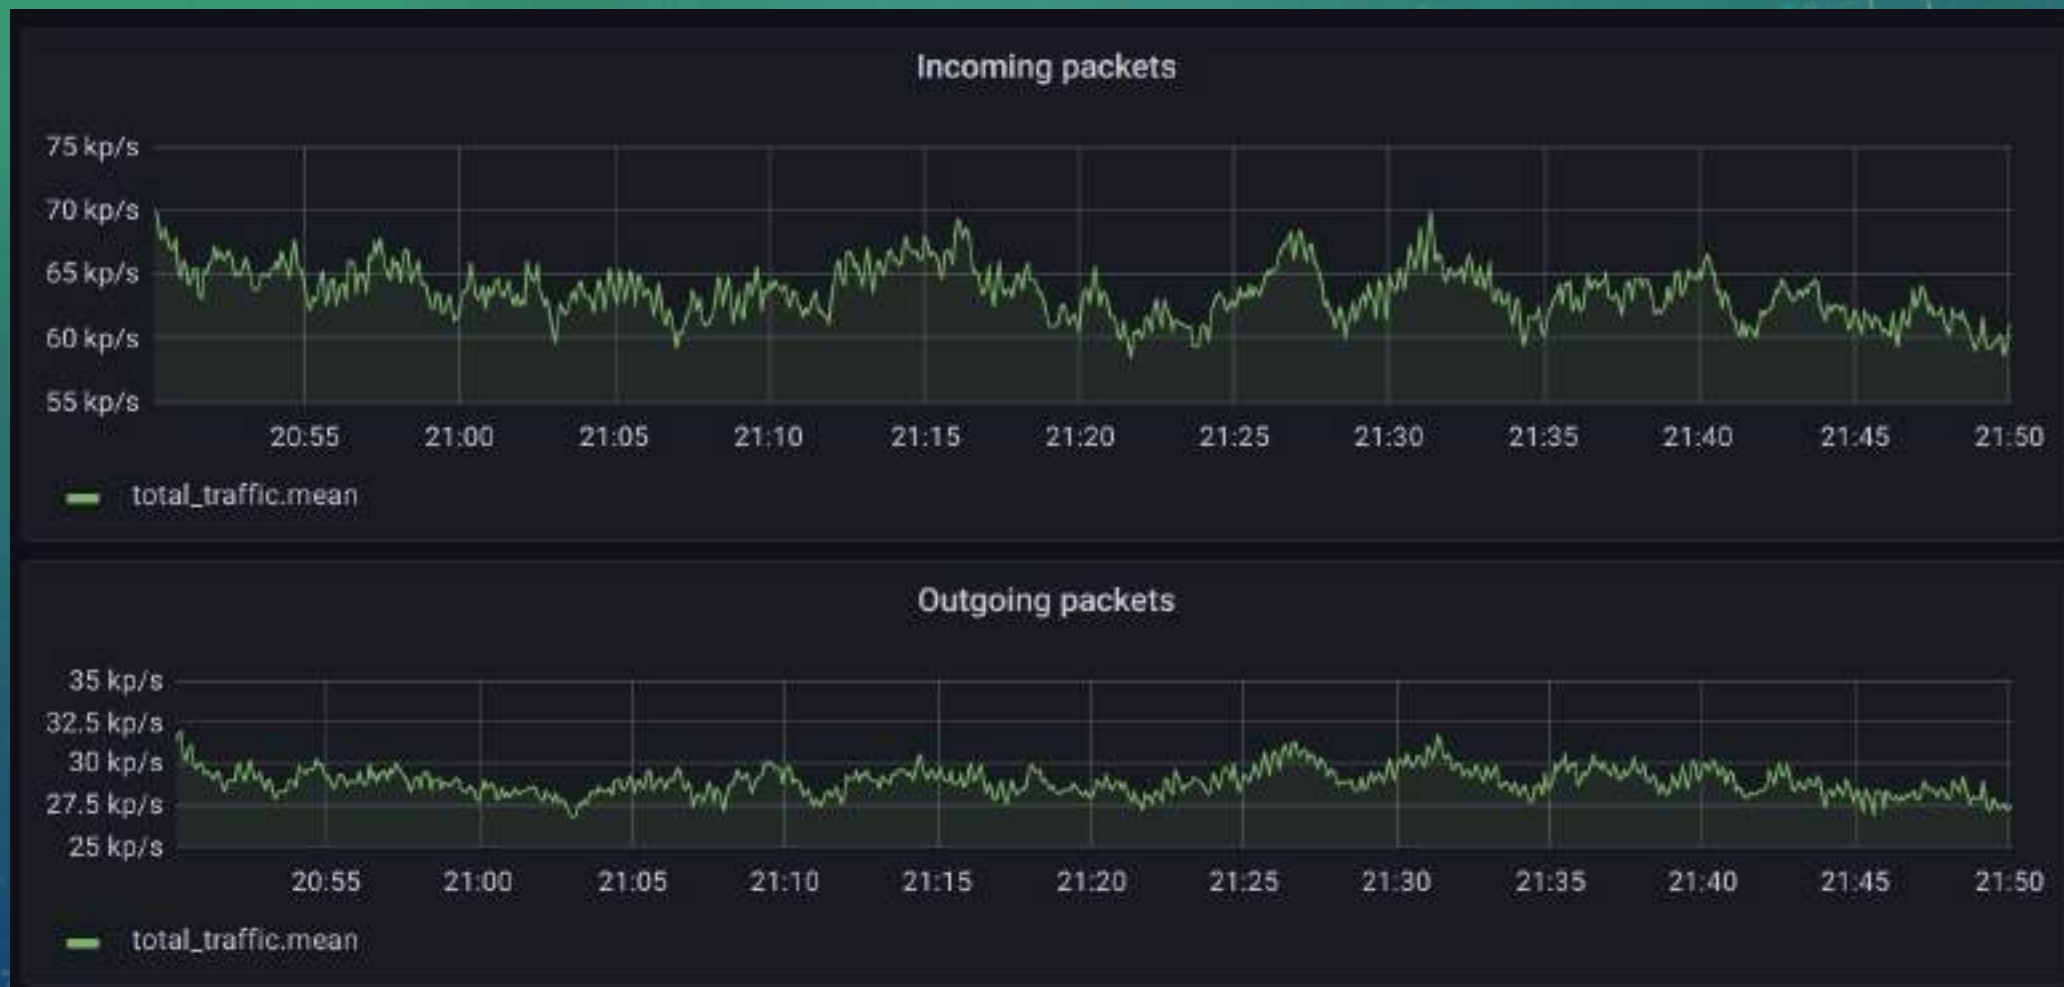 Incoming packets
75 kp/s
70 kp/s
65 kp/s
60 kp/s
55 kp/s
20:55 21:00 21:05 21:10 21:15 21:20 21:25 21:30 21:35 21:40 21:45 21:50
total_traffic.mean
Outgoing packets
35 kp/s
32.5 kp/s
30 kp/s
27.5 kp/s
25 kp/s
20:55 21:00 21:05 21:10 21:15 21:20 21:25 21:30 21:35 21:40 21:45 21:50
total_traffic.mean